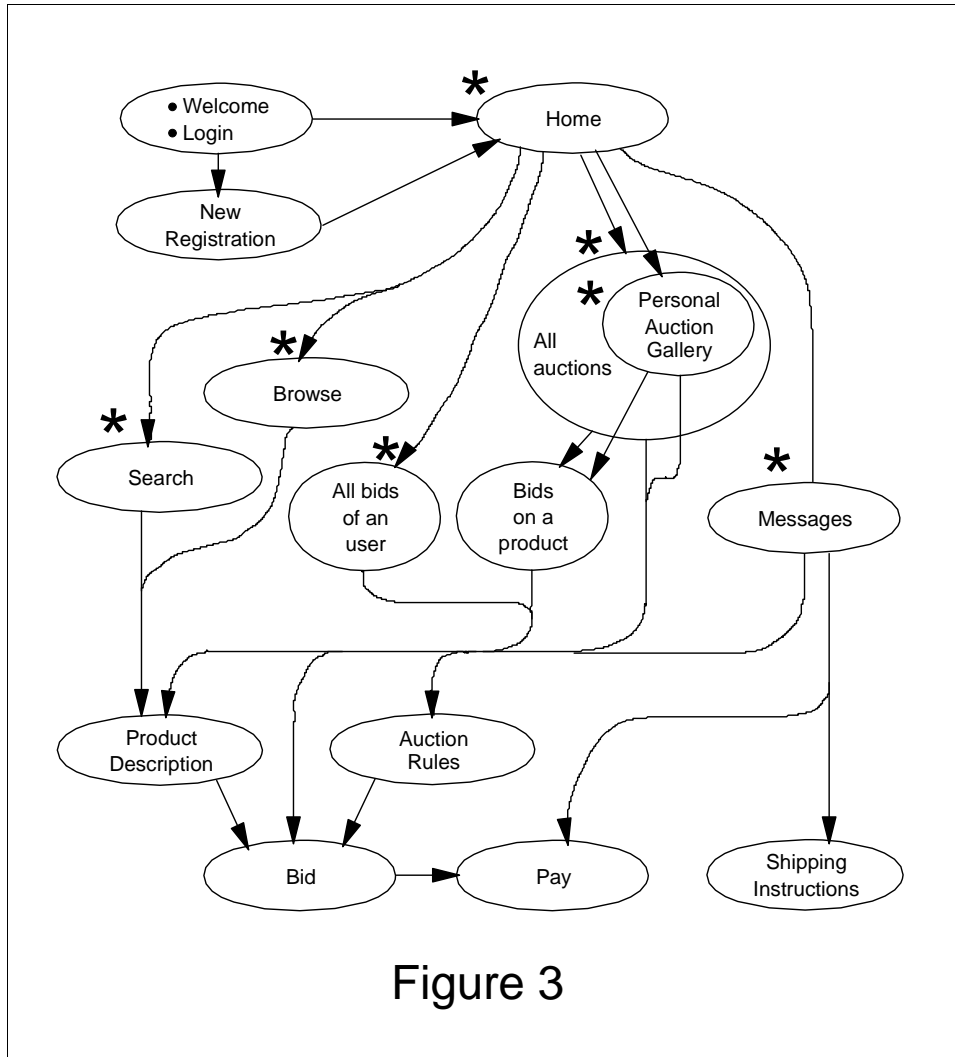 • Welcome
• Login
*
Home
New
Registration
*
*
Personal
Auction
Gallery
All
auctions
*
Browse
*
Search
*
All bids
of an
user
Bids
on a
product
*
Messages
Product
Description
Auction
Rules
Bid
Pay
Shipping
Instructions
Figure 3